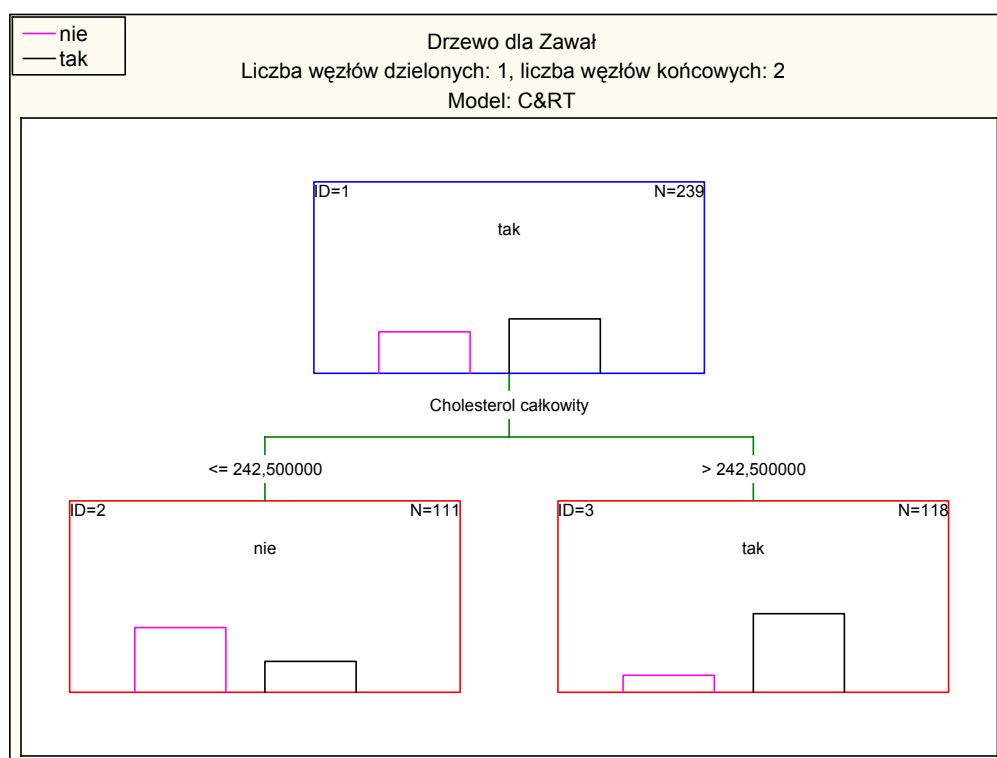 nie
tak
Drzewo dla Zawał
Liczba węzłów dzielonych: 1, liczba węzłów końcowych: 2
Model: C&RT
ID=1 N=239
tak
Cholesterol całkowity
<= 242,500000 > 242,500000
ID=2 N=111 ID=3 N=118
nie tak